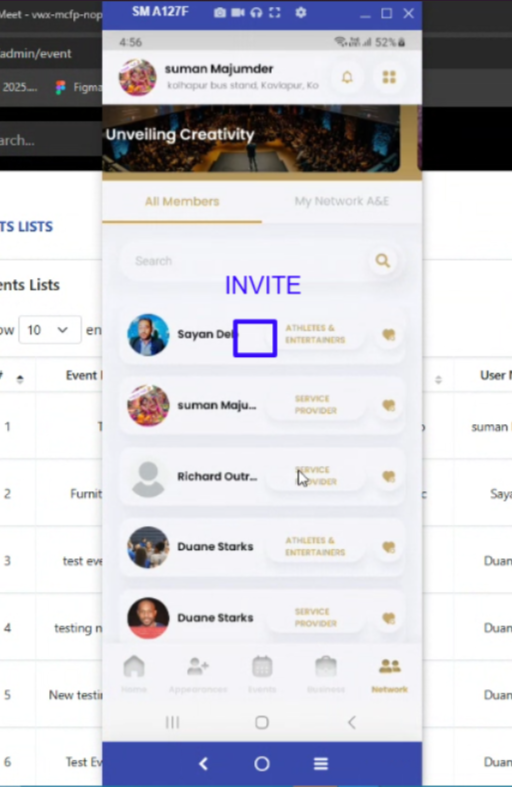 Meet - vwx-mcfp-nop
SM A127F
admin/event
4:56
52%
2025....
Figma
suman Majumder
kolhapur bus stand, Kavlapur, Ko
arch...
Unveiling Creativity
All Members
My Network A&E
TS LISTS
Search
ents Lists
INVITE
ow 10 en
Sayan Deb
ATHLETES &
ENTERTAINERS
Event
User
1
suman Maju...
SERVICE
PROVIDER
suman
2
Furnit
Richard Outr...
SERVICE
PROVIDER
c
Saya
3
test eve
Duane Starks
ATHLETES &
ENTERTAINERS
Duan
4
testing n
Duane Starks
SERVICE
PROVIDER
Duan
5
New testi
Home
Appearances
Events
Business
Network
Duan
6
Test Ev
Duan